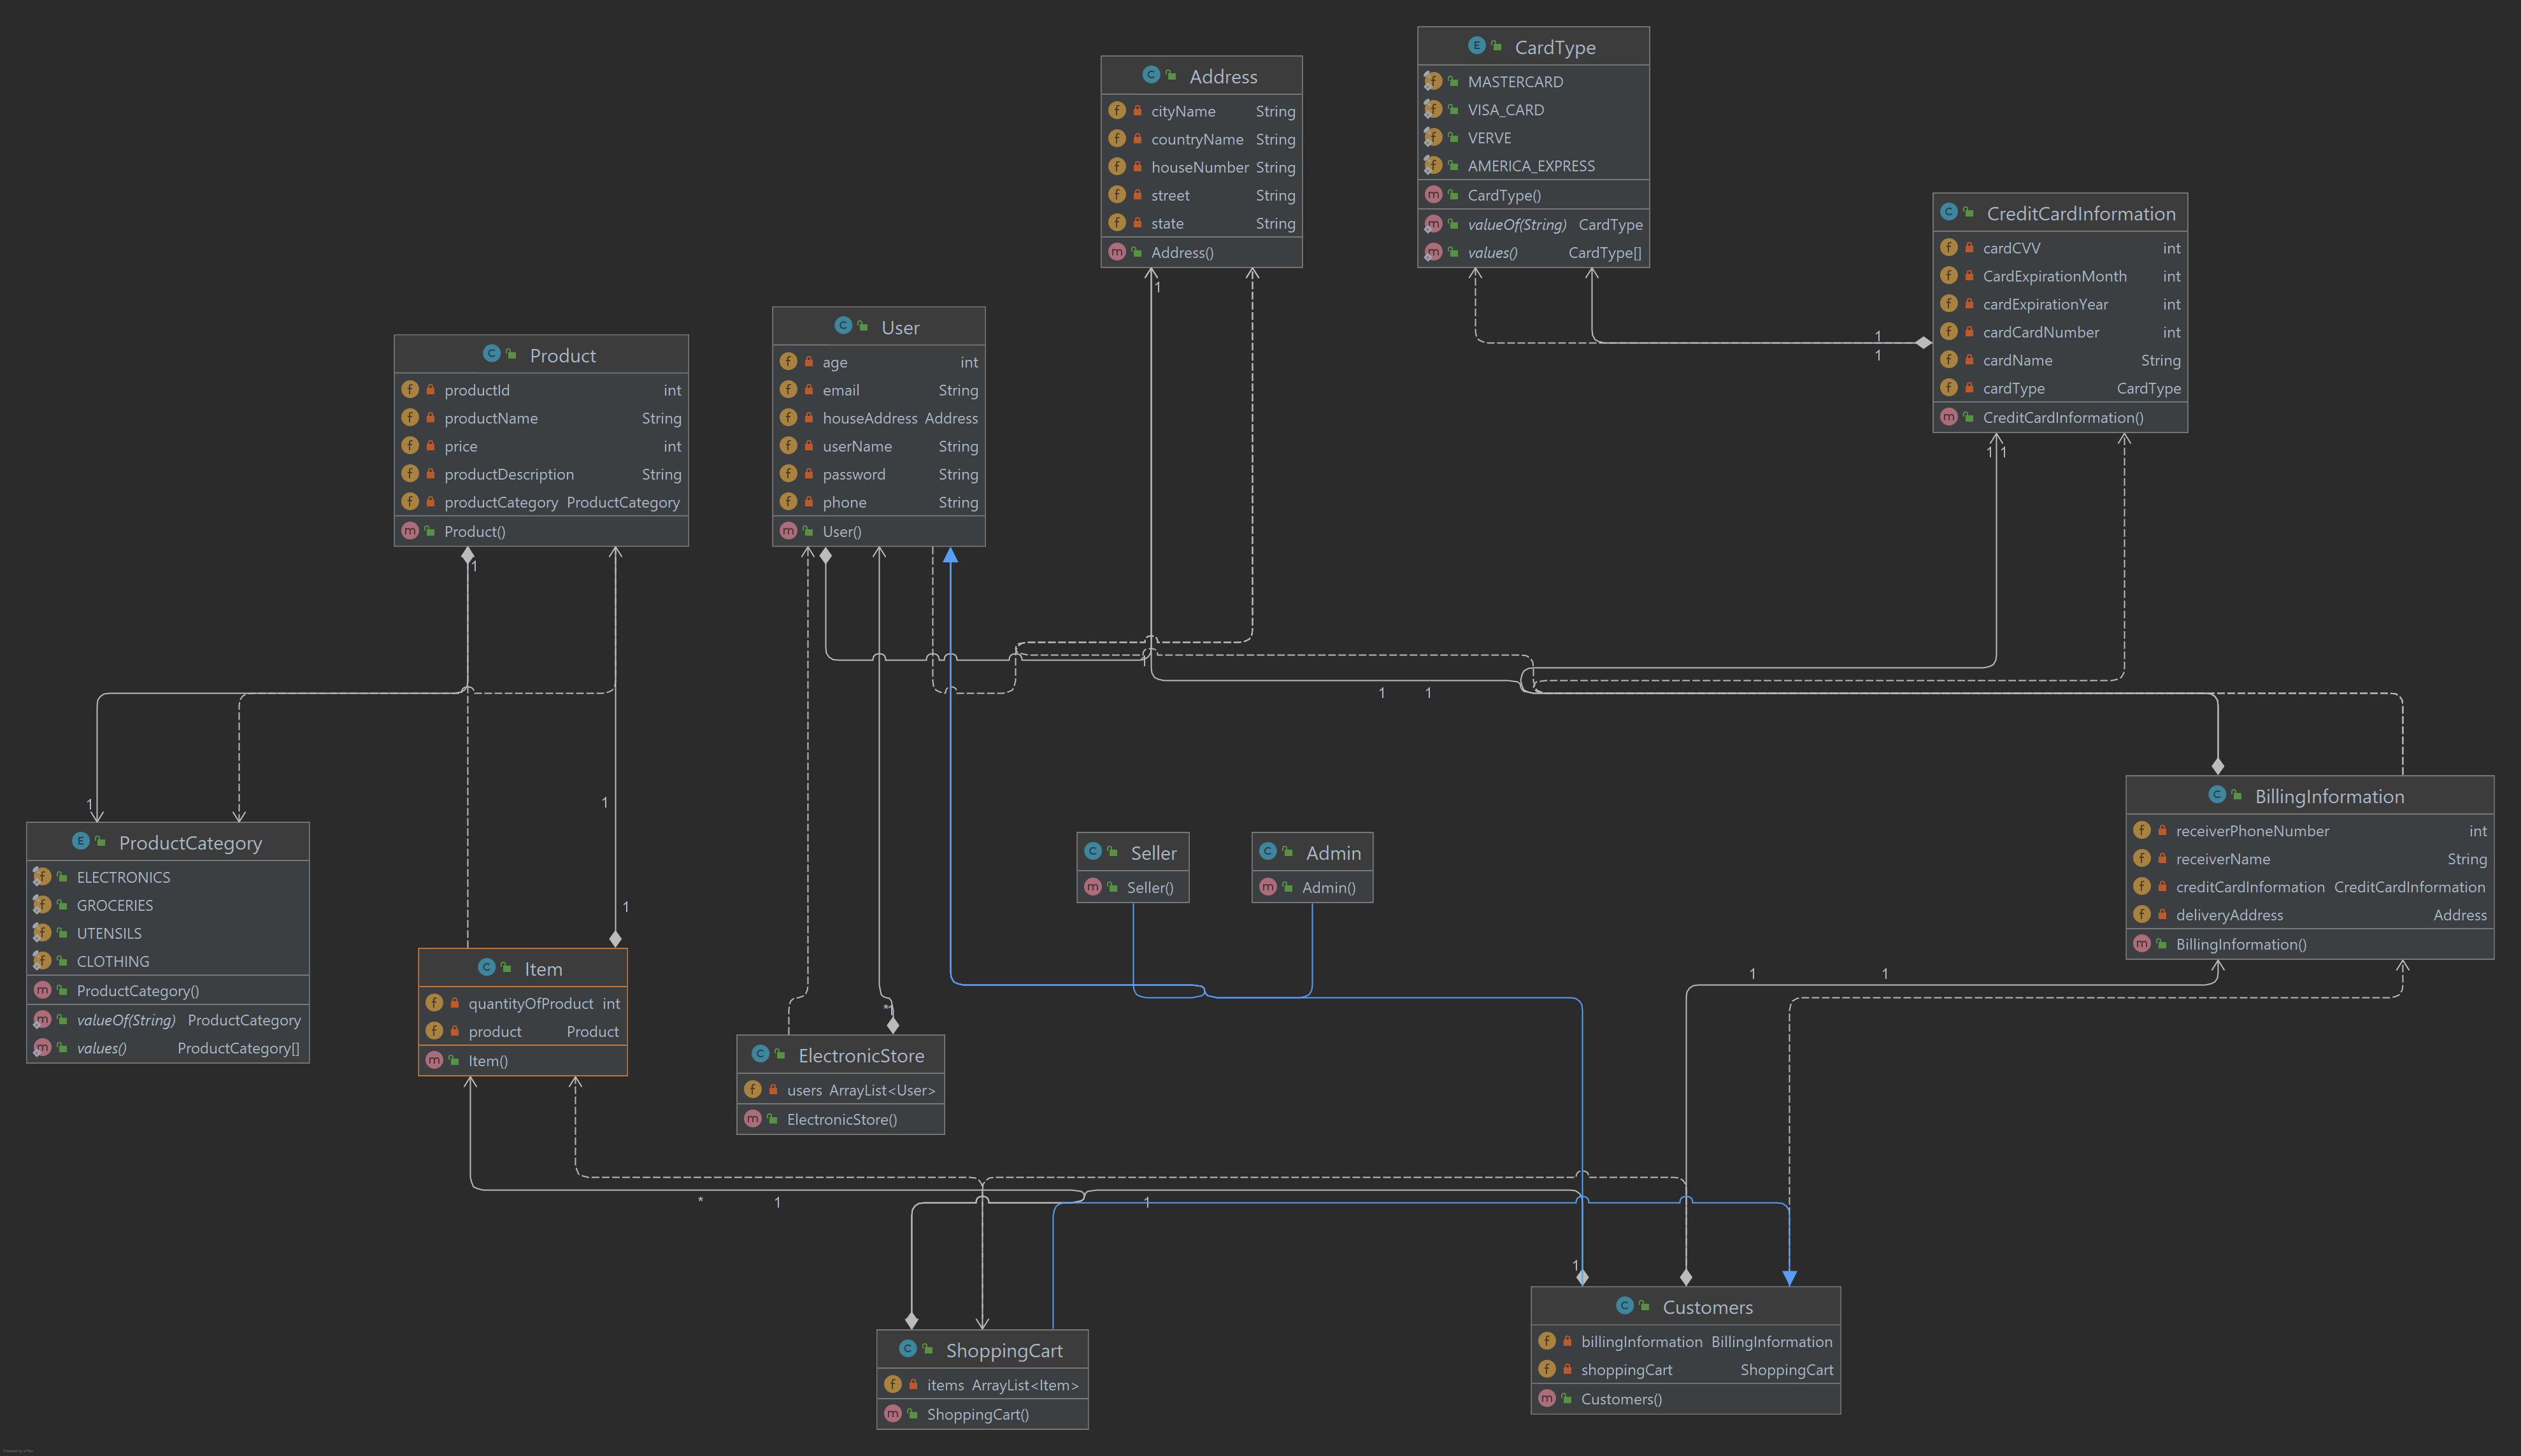 CardType
MASTERCARD
VISA_CARD
VERVE
AMERICA_EXPRESS
CardType()
valueOf(String) CardType
values() CardType[]
Address
cityName String
countryName String
houseNumber String
street String
state String
Address()
CreditCardInformation
cardCVV int
CardExpirationMonth int
cardExpirationYear int
cardCardNumber int
cardName String
cardType CardType
CreditCardInformation()
User
age int
email String
houseAddress Address
userName String
password String
phone String
User()
Product
productId int
productName String
price int
productDescription String
productCategory ProductCategory
Product()
1
1
1
1 1
1
1
1 1
1
1
1
BillingInformation
receiverPhoneNumber int
receiverName String
creditCardInformation CreditCardInformation
deliveryAddress Address
BillingInformation()
ProductCategory
ELECTRONICS
GROCERIES
UTENSILS
CLOTHING
ProductCategory()
valueOf(String) ProductCategory
values() ProductCategory[]
Seller
Seller()
Admin
Admin()
Item
quantityOfProduct int
product Product
Item()
1 1
*1
ElectronicStore
users ArrayList<User>
ElectronicStore()
* 1 1
1
Customers
billingInformation BillingInformation
shoppingCart ShoppingCart
Customers()
ShoppingCart
items ArrayList<Item>
ShoppingCart()